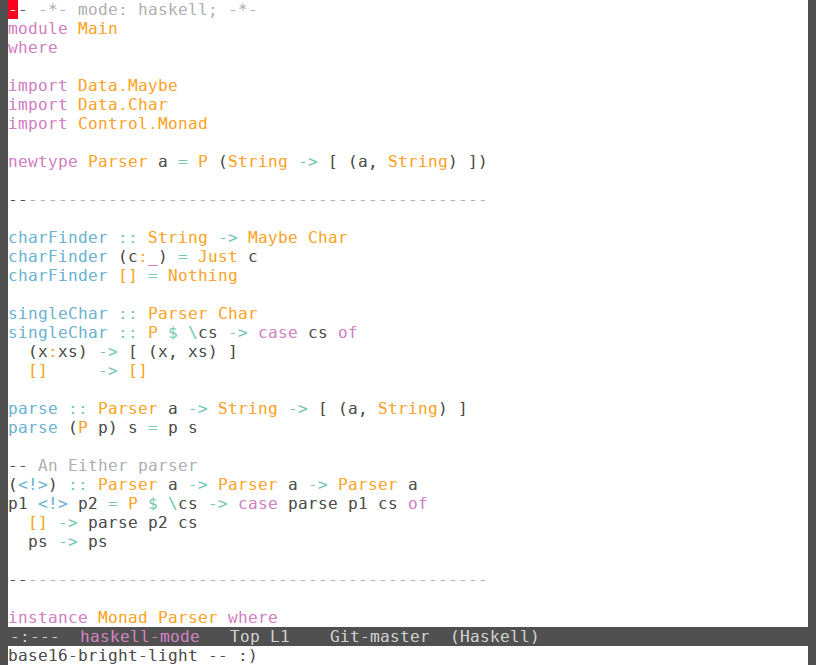 -- -*- mode: haskell; -*-
module Main
where
import Data.Maybe
import Data.Char
import Control.Monad
newtype Parser a = P (String -> [ (a, String) ])
------------------------------------------------
charFinder :: String -> Maybe Char
charFinder (c:_) = Just c
charFinder [] = Nothing
singleChar :: Parser Char
singleChar :: P $ \cs -> case cs of
  (x:xs) -> [ (x, xs) ]
  []     -> []
parse :: Parser a -> String -> [ (a, String) ]
parse (P p) s = p s
-- An Either parser
(<!>) :: Parser a -> Parser a -> Parser a
p1 <!> p2 = P $ \cs -> case parse p1 cs of
  [] -> parse p2 cs
  ps -> ps
------------------------------------------------
instance Monad Parser where
-:---  haskell-mode   Top L1    Git-master  (Haskell)
base16-bright-light -- :)